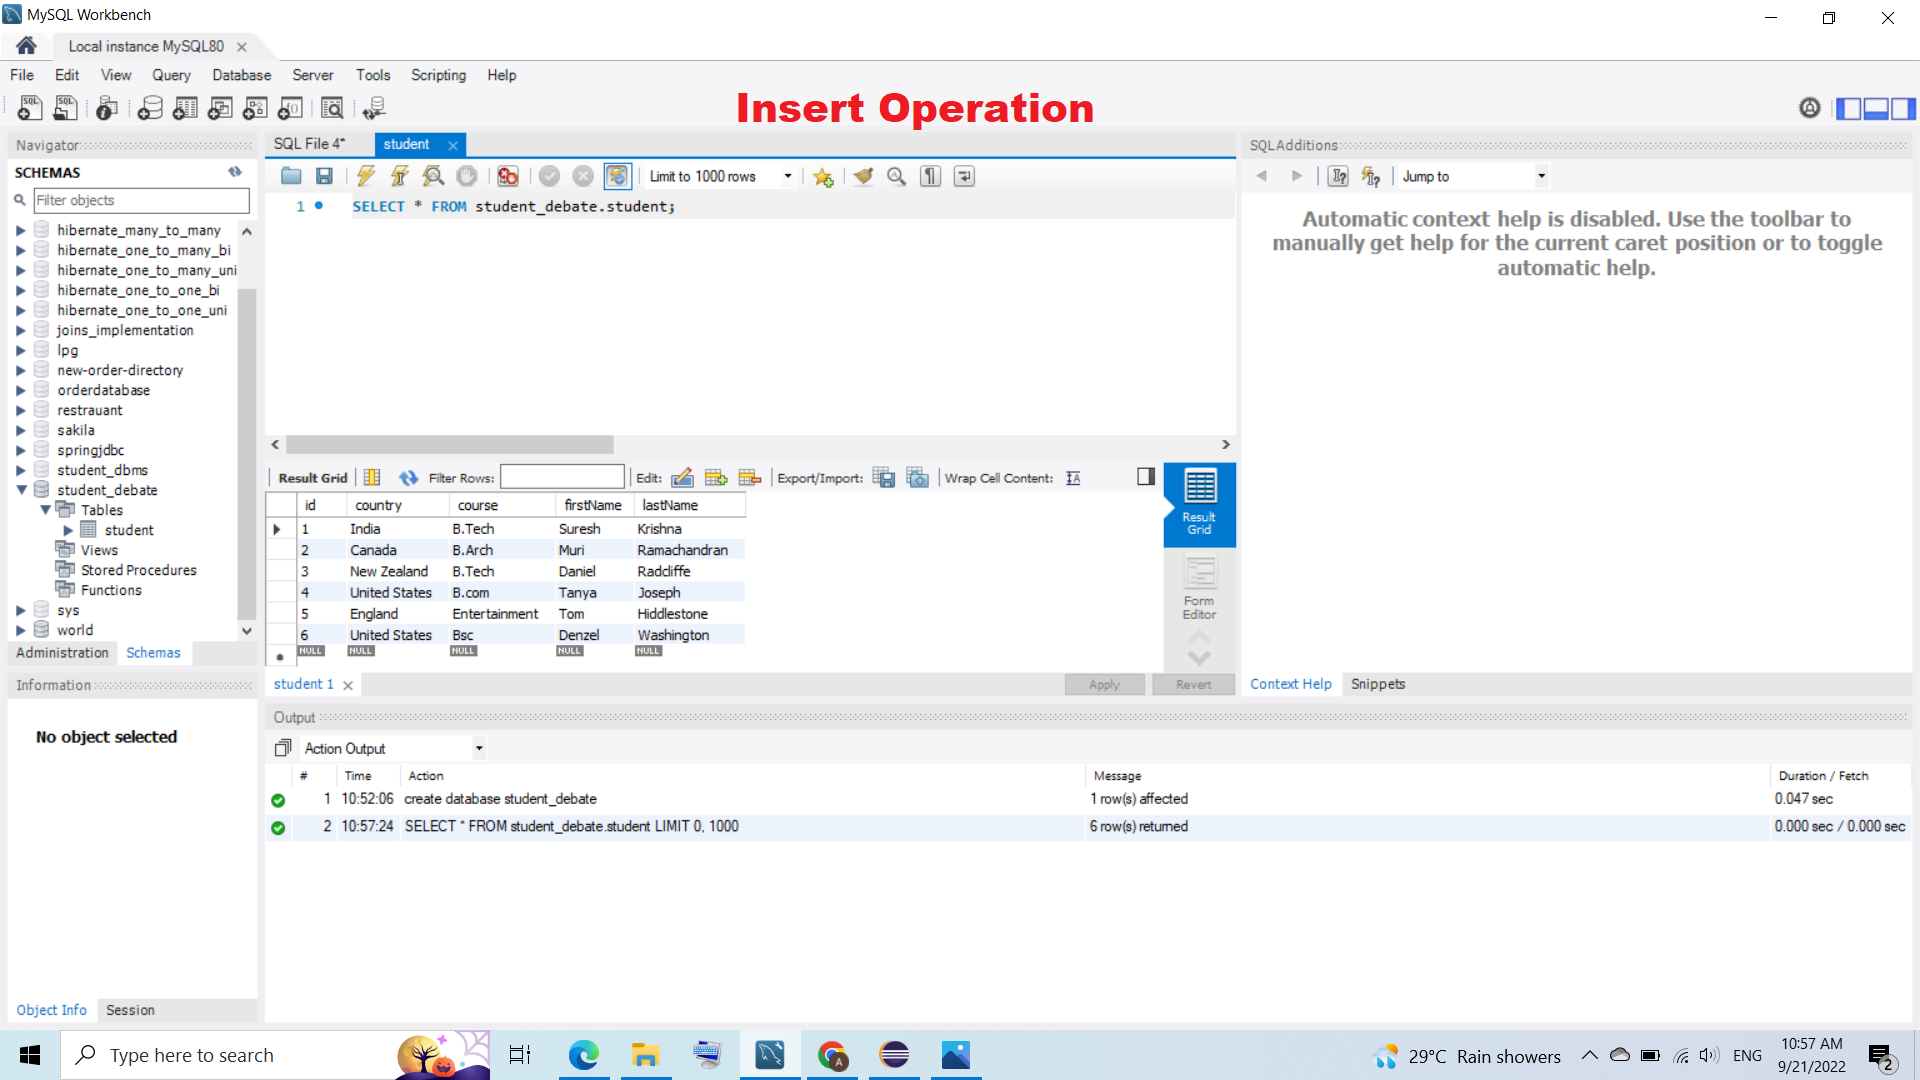 MySQL Workbench
Local instance MySQL80
File Edit View Query Database Server Tools Scripting Help
Insert Operation
Navigator
SCHEMAS
Filter objects
hibernate_many_to_many
hibernate_one_to_many_bi
hibernate_one_to_many_uni
hibernate_one_to_one_bi
hibernate_one_to_one_uni
joins_implementation
lpg
new-order-directory
orderdatabase
restrauant
sakila
springjdbc
student_dbms
student_debate
Tables
student
Views
Stored Procedures
Functions
sys
world
Administration Schemas
Information
No object selected
Object Info Session
SQL File 4* student
Limit to 1000 rows
1 SELECT * FROM student_debate.student;
Result Grid Filter Rows: Edit: Export/Import: Wrap Cell Content:
id country course firstName lastName
1 India B.Tech Suresh Krishna
2 Canada B.Arch Muri Ramachandran
3 New Zealand B.Tech Daniel Radcliffe
4 United States B.com Tanya Joseph
5 England Entertainment Tom Hiddlestone
6 United States Bsc Denzel Washington
NULL NULL NULL NULL NULL
Result
Grid
Form
Editor
student 1 Apply Revert
SQLAdditions
Jump to
Automatic context help is disabled. Use the toolbar to
manually get help for the current caret position or to toggle
automatic help.
Context Help Snippets
Output
Action Output
# Time Action Message Duration / Fetch
1 10:52:06 create database student_debate 1 row(s) affected 0.047 sec
2 10:57:24 SELECT * FROM student_debate.student LIMIT 0, 1000 6 row(s) returned 0.000 sec / 0.000 sec
Type here to search
29°C Rain showers
ENG
10:57 AM
9/21/2022
2